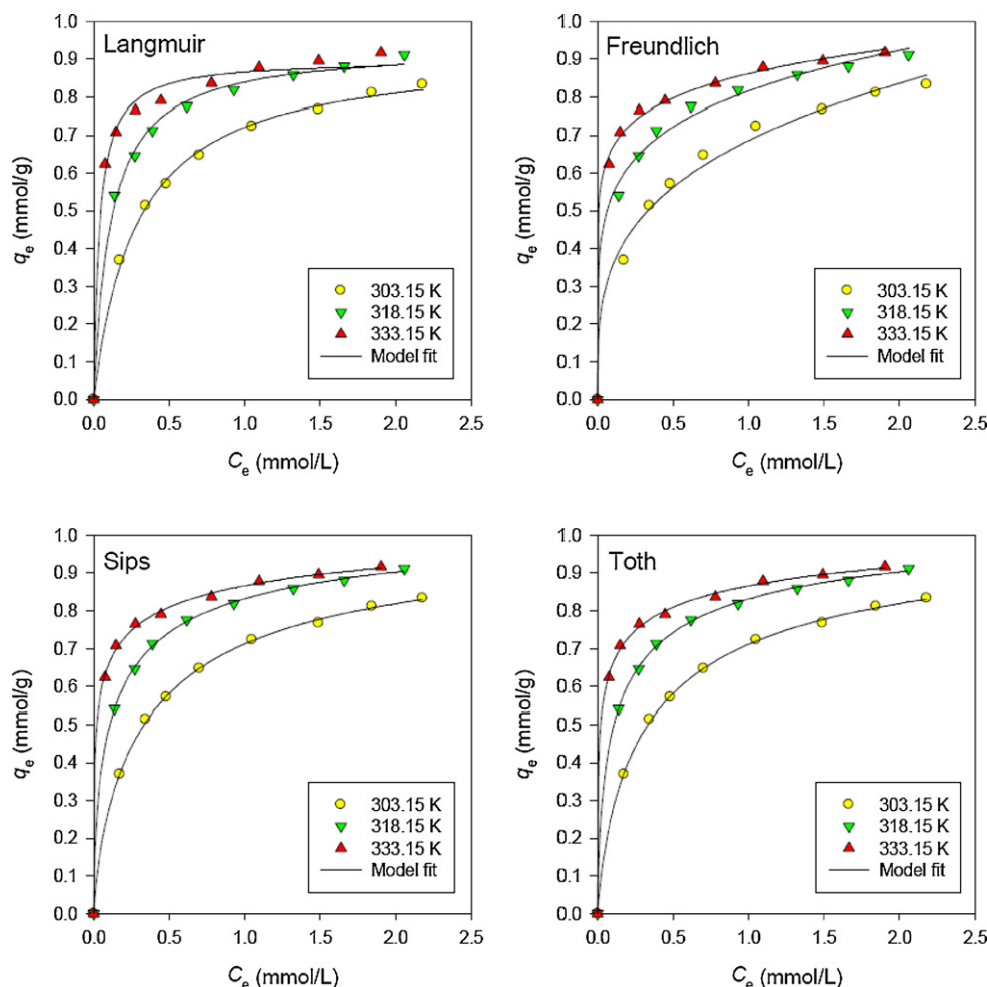 Langmuir
qe (mmol/g)
1.0
0.9
0.8
0.7
0.6
0.5
0.4
0.3
0.2
0.1
0.0
303.15 K
318.15 K
333.15 K
Model fit
0.0 0.5 1.0 1.5 2.0 2.5
Ce (mmol/L)
Freundlich
qe (mmol/g)
1.0
0.9
0.8
0.7
0.6
0.5
0.4
0.3
0.2
0.1
0.0
303.15 K
318.15 K
333.15 K
Model fit
0.0 0.5 1.0 1.5 2.0 2.5
Ce (mmol/L)
Sips
qe (mmol/g)
1.0
0.9
0.8
0.7
0.6
0.5
0.4
0.3
0.2
0.1
0.0
303.15 K
318.15 K
333.15 K
Model fit
0.0 0.5 1.0 1.5 2.0 2.5
Ce (mmol/L)
Toth
qe (mmol/g)
1.0
0.9
0.8
0.7
0.6
0.5
0.4
0.3
0.2
0.1
0.0
303.15 K
318.15 K
333.15 K
Model fit
0.0 0.5 1.0 1.5 2.0 2.5
Ce (mmol/L)